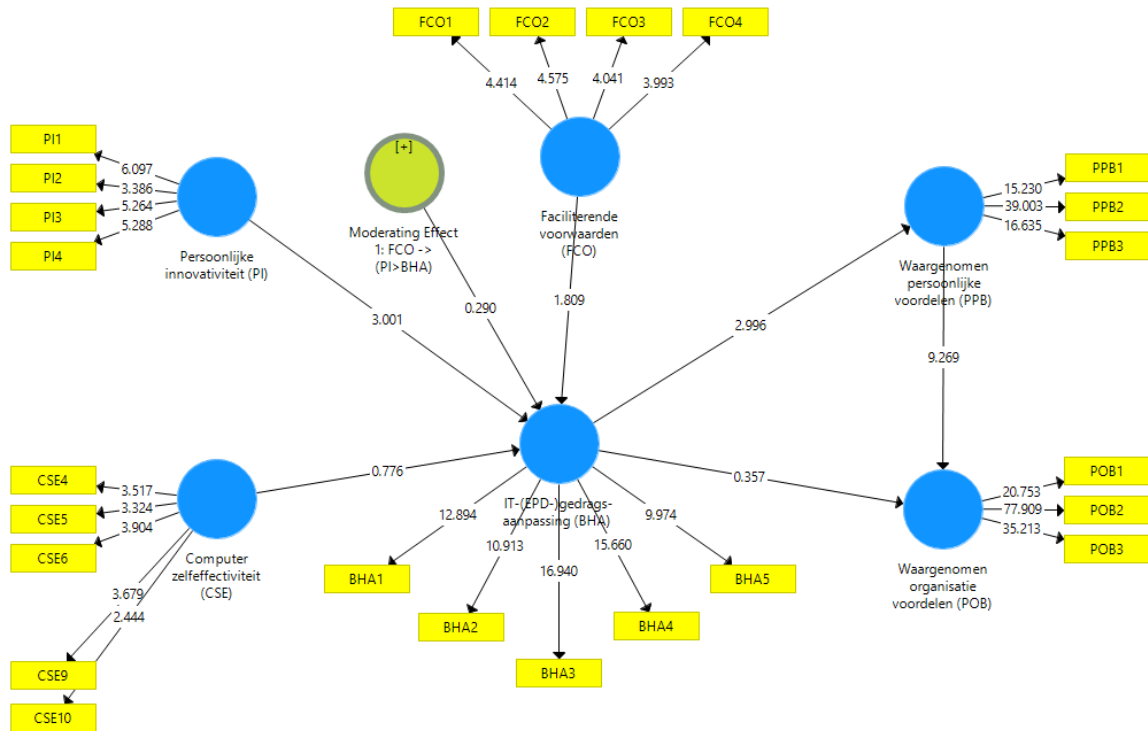 FCO1
FCO2
FCO3
FCO4
4.414
4.575
4.041
3.993
PI1
PI2
PI3
PI4
6.097
3.386
5.264
5.288
Persoonlijke
innovativiteit (PI)
[+]
Moderating Effect
1: FCO ->
(PI>BHA)
Faciliterende
voorwaarden
(FCO)
PPB1
PPB2
PPB3
15.230
39.003
16.635
Waargenomen
persoonlijke
voordelen (PPB)
3.001
0.290
1.809
2.996
9.269
CSE4
CSE5
CSE6
3.517
3.324
3.904
Computer
zelfeffectiviteit
(CSE)
3.679
2.444
CSE9
CSE10
0.776
IT-(EPD-)gedrags-
aanpassing (BHA)
0.357
12.894
10.913
16.940
15.660
9.974
BHA1
BHA2
BHA3
BHA4
BHA5
POB1
POB2
POB3
20.753
77.909
35.213
Waargenomen
organisatie
voordelen (POB)